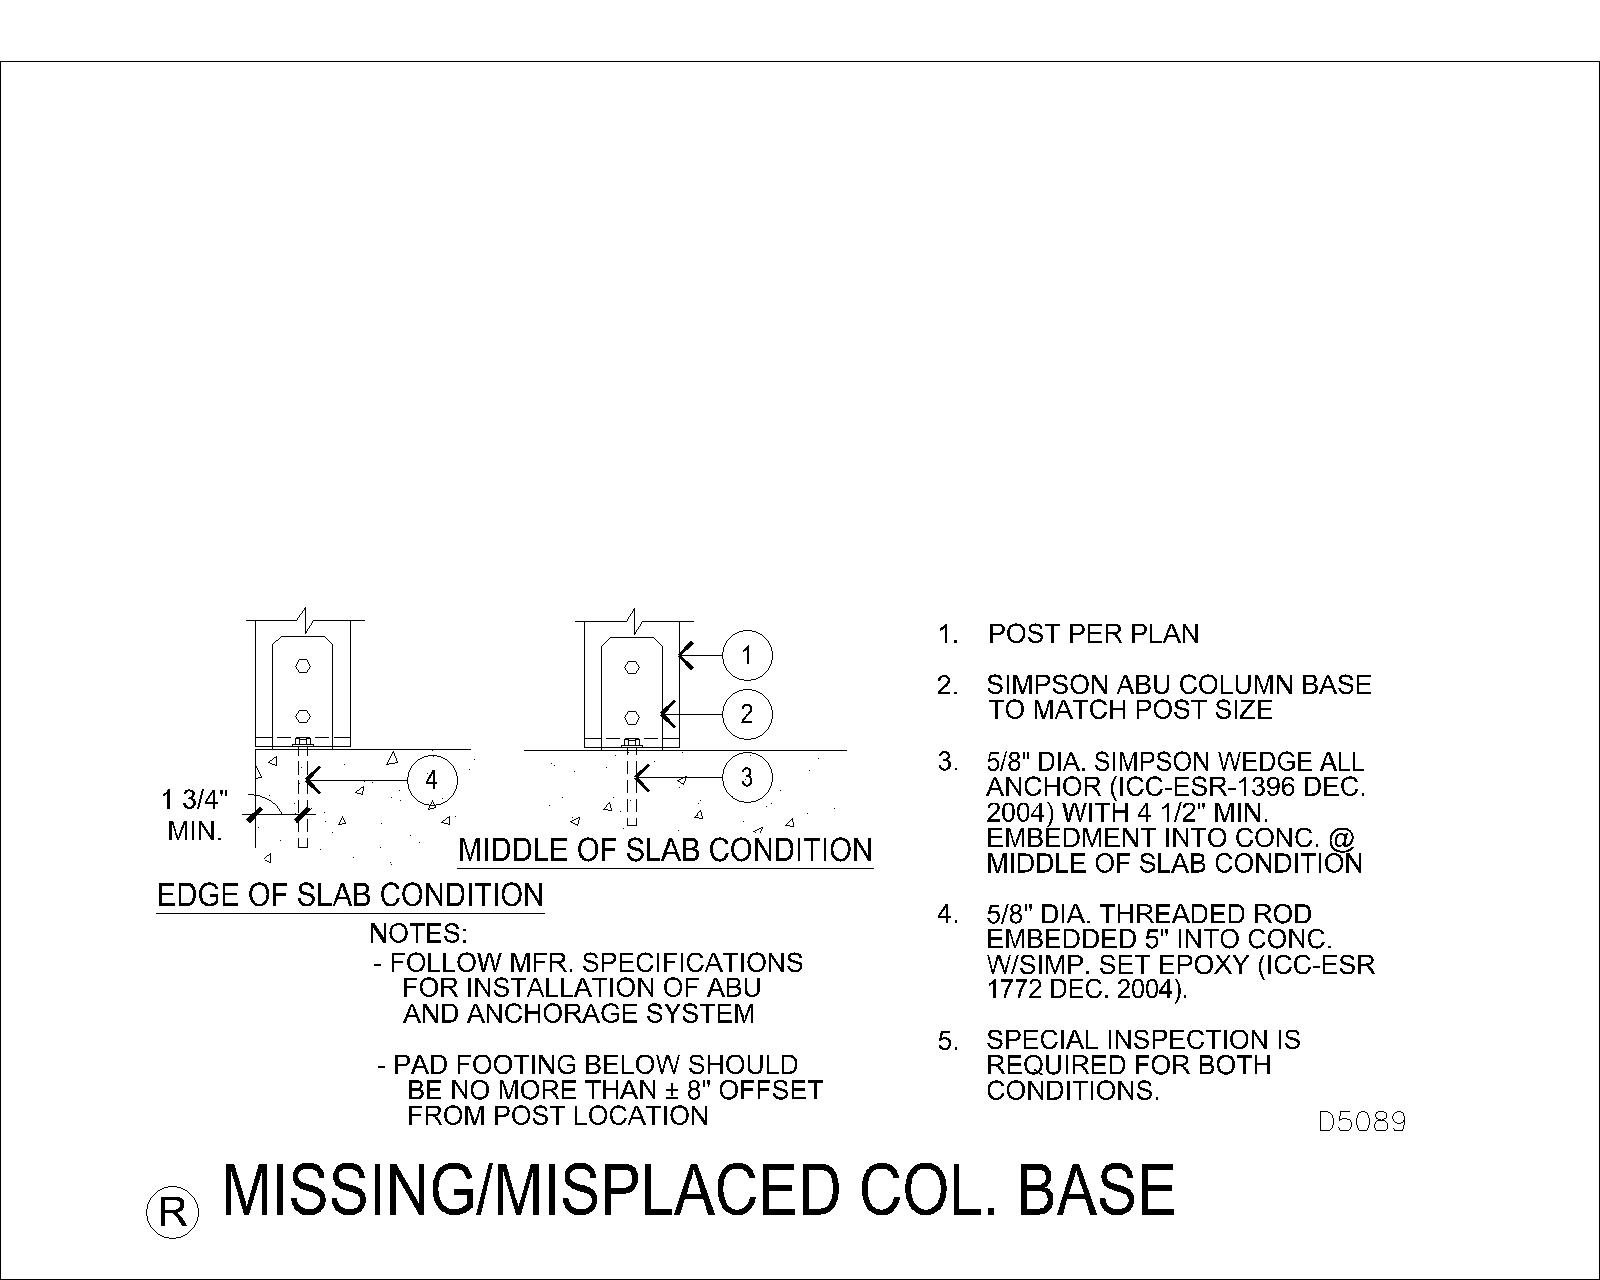 1
2
3
4
1 3/4"
MIN.
MIDDLE OF SLAB CONDITION
EDGE OF SLAB CONDITION
NOTES:
- FOLLOW MFR. SPECIFICATIONS
FOR INSTALLATION OF ABU
AND ANCHORAGE SYSTEM
- PAD FOOTING BELOW SHOULD
BE NO MORE THAN ± 8" OFFSET
FROM POST LOCATION
1. POST PER PLAN
2. SIMPSON ABU COLUMN BASE
TO MATCH POST SIZE
3. 5/8" DIA. SIMPSON WEDGE ALL
ANCHOR (ICC-ESR-1396 DEC.
2004) WITH 4 1/2" MIN.
EMBEDMENT INTO CONC. @
MIDDLE OF SLAB CONDITION
4. 5/8" DIA. THREADED ROD
EMBEDDED 5" INTO CONC.
W/SIMP. SET EPOXY (ICC-ESR
1772 DEC. 2004).
5. SPECIAL INSPECTION IS
REQUIRED FOR BOTH
CONDITIONS.
D5089
R MISSING/MISPLACED COL. BASE